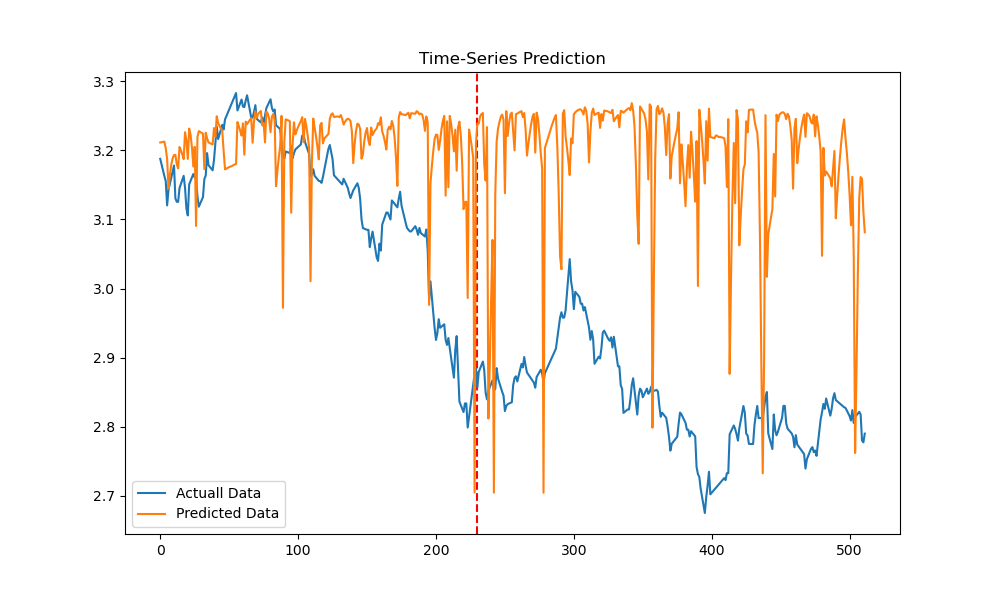 Time-Series Prediction
3.3
3.2
3.1
3.0
2.9
2.8
2.7
Actuall Data
Predicted Data
0 100 200 300 400 500